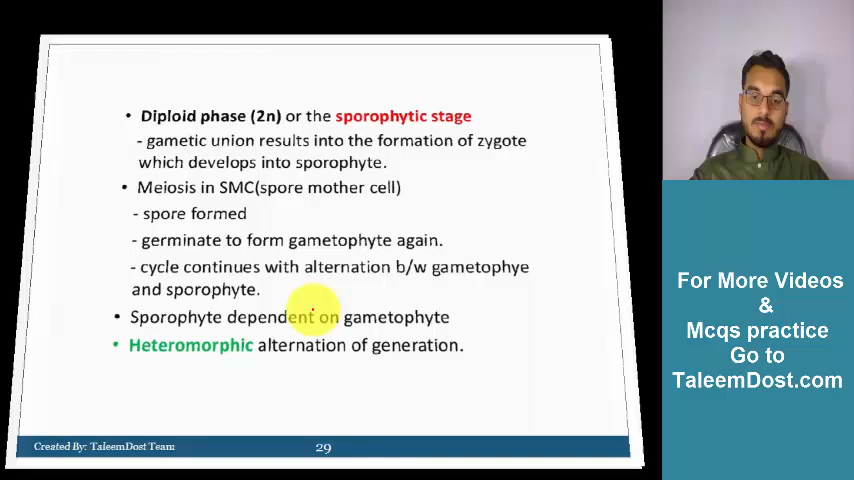 • Diploid phase (2n) or the sporophytic stage
- gametic union results into the formation of zygote
which develops into sporophyte.
• Meiosis in SMC(spore mother cell)
- spore formed
- germinate to form gametophyte again.
- cycle continues with alternation b/w gametophye
and sporophyte.
• Sporophyte dependent on gametophyte
• Heteromorphic alternation of generation.
Created By: TaleemDost Team
29
For More Videos
&
Mcqs practice
Go to
TaleemDost.com